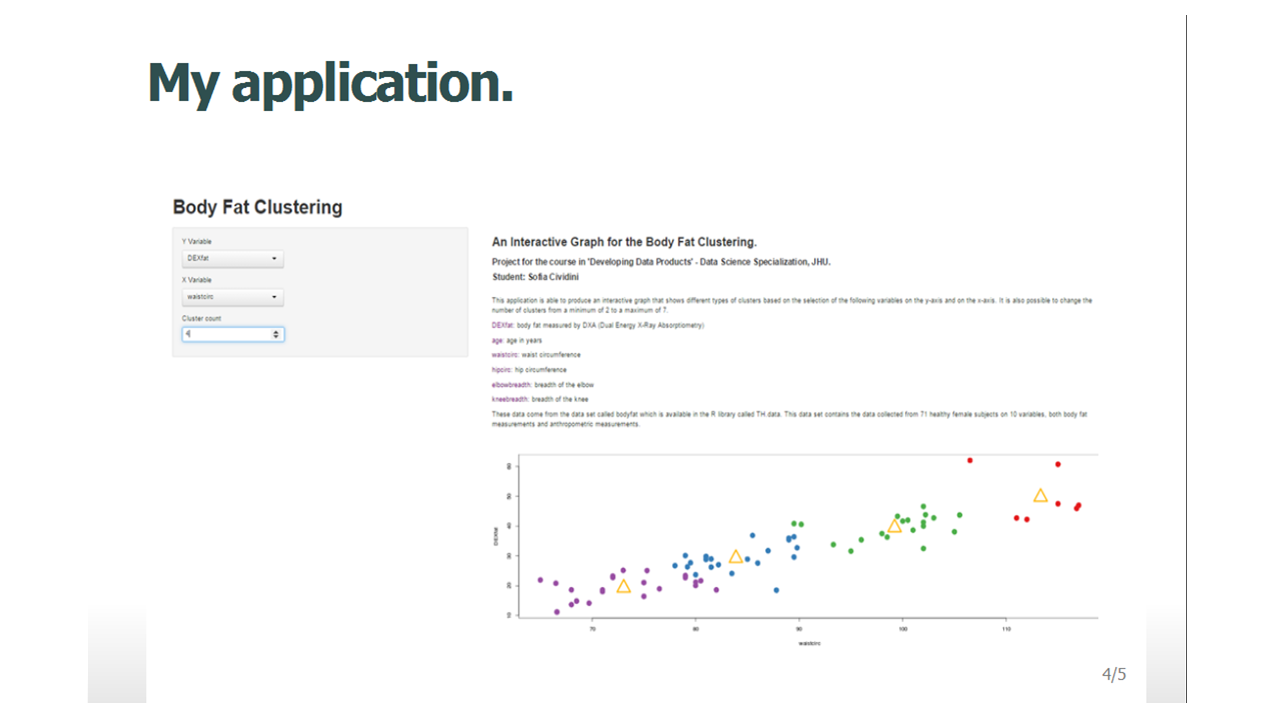 My application.
Body Fat Clustering
Y Variable
DEXfat
X Variable
waistcirc
Cluster count
4
An Interactive Graph for the Body Fat Clustering.
Project for the course in 'Developing Data Products' - Data Science Specialization, JHU.
Student: Sofia Cividini
This application is able to produce an interactive graph that shows different types of clusters based on the selection of the following variables on the y-axis and on the x-axis. It is also possible to change the
number of clusters from a minimum of 2 to a maximum of 7.
DEXfat: body fat measured by DXA (Dual Energy X-Ray Absorptiometry)
age: age in years
waistcirc: waist circumference
hipcirc: hip circumference
elbowbreadth: breadth of the elbow
kneebreadth: breadth of the knee
These data come from the data set called bodyfat which is available in the R library called TH.data. This data set contains the data collected from 71 healthy female subjects on 10 variables, both body fat
measurements and anthropometric measurements.
60
50
40
30
20
10
DEXfat
70 80 90 100 110
waistcirc
4/5